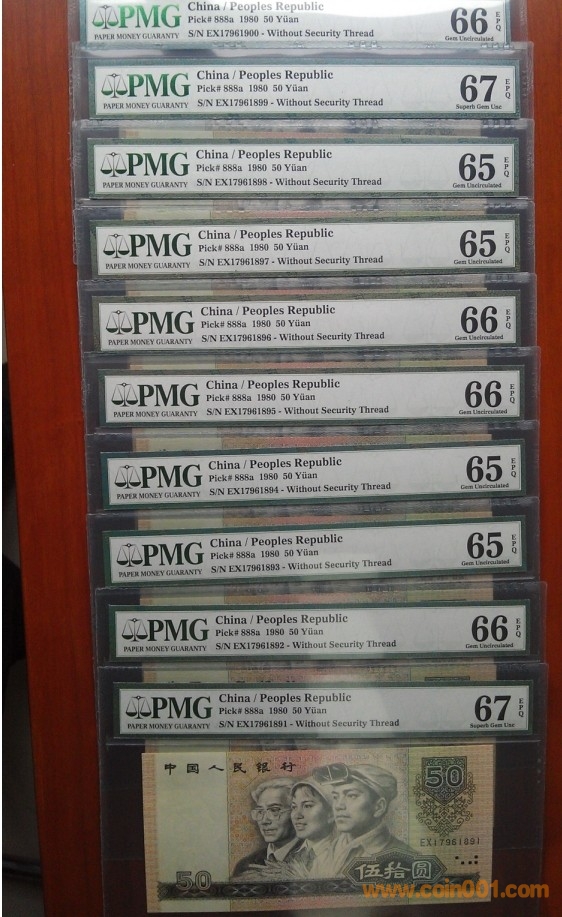 PMG
PAPER MONEY GUARANTY
China / Peoples Republic
Pick# 888a 1980 50 Yüan
S/N EX17961900 - Without Security Thread
66 EPQ
Gem Uncirculated
PMG
PAPER MONEY GUARANTY
China / Peoples Republic
Pick# 888a 1980 50 Yüan
S/N EX17961899 - Without Security Thread
67 EPQ
Superb Gem Unc
PMG
PAPER MONEY GUARANTY
China / Peoples Republic
Pick# 888a 1980 50 Yüan
S/N EX17961898 - Without Security Thread
65 EPQ
Gem Uncirculated
PMG
PAPER MONEY GUARANTY
China / Peoples Republic
Pick# 888a 1980 50 Yüan
S/N EX17961897 - Without Security Thread
65 EPQ
Gem Uncirculated
PMG
PAPER MONEY GUARANTY
China / Peoples Republic
Pick# 888a 1980 50 Yüan
S/N EX17961896 - Without Security Thread
66 EPQ
Gem Uncirculated
PMG
PAPER MONEY GUARANTY
China / Peoples Republic
Pick# 888a 1980 50 Yüan
S/N EX17961895 - Without Security Thread
66 EPQ
Gem Uncirculated
PMG
PAPER MONEY GUARANTY
China / Peoples Republic
Pick# 888a 1980 50 Yüan
S/N EX17961894 - Without Security Thread
65 EPQ
Gem Uncirculated
PMG
PAPER MONEY GUARANTY
China / Peoples Republic
Pick# 888a 1980 50 Yüan
S/N EX17961893 - Without Security Thread
65 EPQ
Gem Uncirculated
PMG
PAPER MONEY GUARANTY
China / Peoples Republic
Pick# 888a 1980 50 Yüan
S/N EX17961892 - Without Security Thread
66 EPQ
Gem Uncirculated
PMG
PAPER MONEY GUARANTY
China / Peoples Republic
Pick# 888a 1980 50 Yüan
S/N EX17961891 - Without Security Thread
67 EPQ
Superb Gem Unc
中国人民银行
50
EX17961891
伍拾圆
50
www.coin001.com